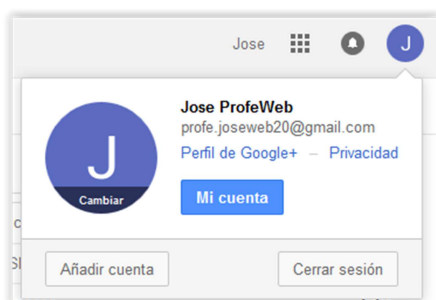 Jose
J
Jose ProfeWeb
profe.joseweb20@gmail.com
Perfil de Google+ – Privacidad
J
Cambiar
Mi cuenta
Añadir cuenta
Cerrar sesión